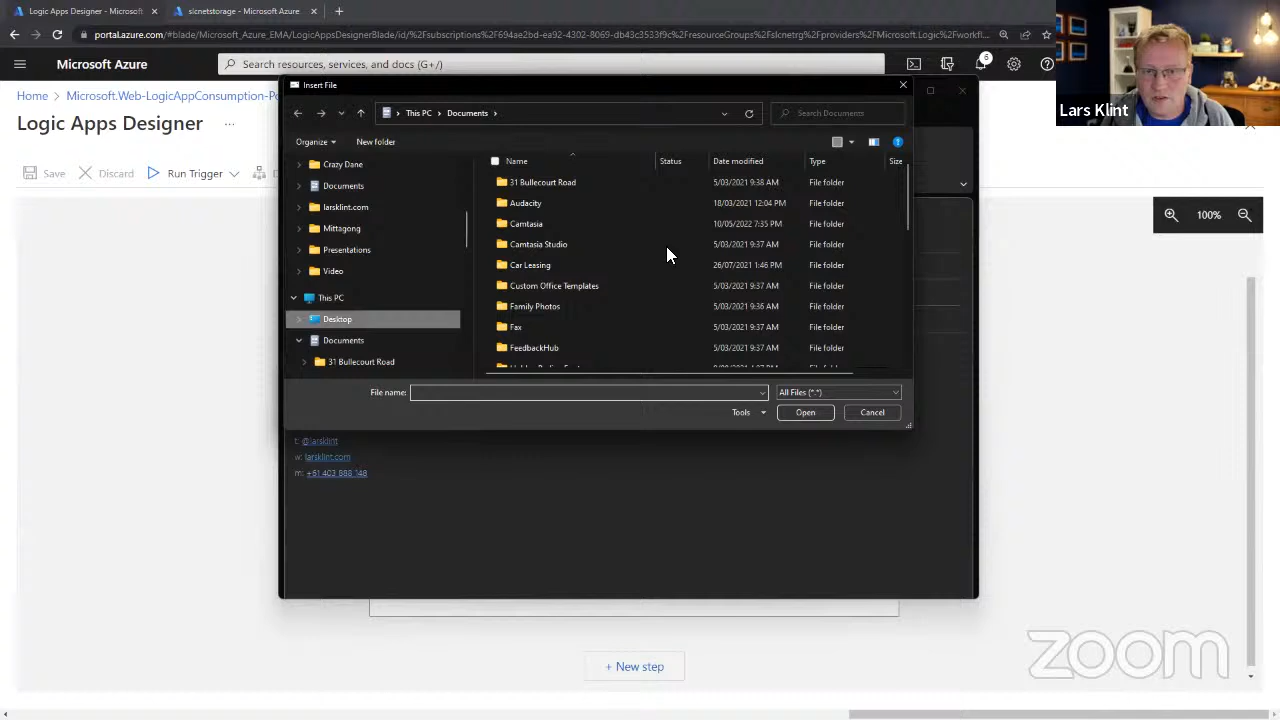 Logic Apps Designer - Microsoft
slcnetstorage - Microsoft Azure
portal.azure.com/#blade/Microsoft_Azure_EMA/LogicAppsDesignerBlade/id/%2Fsubscriptions%2F694ae2bd-ea92-4302-8069-db43c3533f9c%2FresourceGroups%2Fslcnetrg%2Fproviders%2FMicrosoft.Logic%2Fworkfl...
Microsoft Azure
Search resources, services, and docs (G+/)
6
Lars Klint
Home > Microsoft.Web-LogicAppConsumption-Po
Logic Apps Designer ...
Save Discard Run Trigger
100%
Insert File
This PC > Documents >
Search Documents
Organize New folder
Name Status Date modified Type Size
Crazy Dane
Documents
larsklint.com
Mittagong
Presentations
Video
This PC
Desktop
Documents
31 Bullecourt Road
31 Bullecourt Road 5/03/2021 9:38 AM File folder
Audacity 18/03/2021 12:04 PM File folder
Camtasia 10/05/2022 7:35 PM File folder
Camtasia Studio 5/03/2021 9:37 AM File folder
Car Leasing 26/07/2021 1:46 PM File folder
Custom Office Templates 5/03/2021 9:37 AM File folder
Family Photos 5/03/2021 9:36 AM File folder
Fax 5/03/2021 9:37 AM File folder
FeedbackHub 5/03/2021 9:37 AM File folder
File name:
All Files (*.*)
Tools Open Cancel
t: @larsklint
w: larsklint.com
m: +61 403 888 148
+ New step
zoom